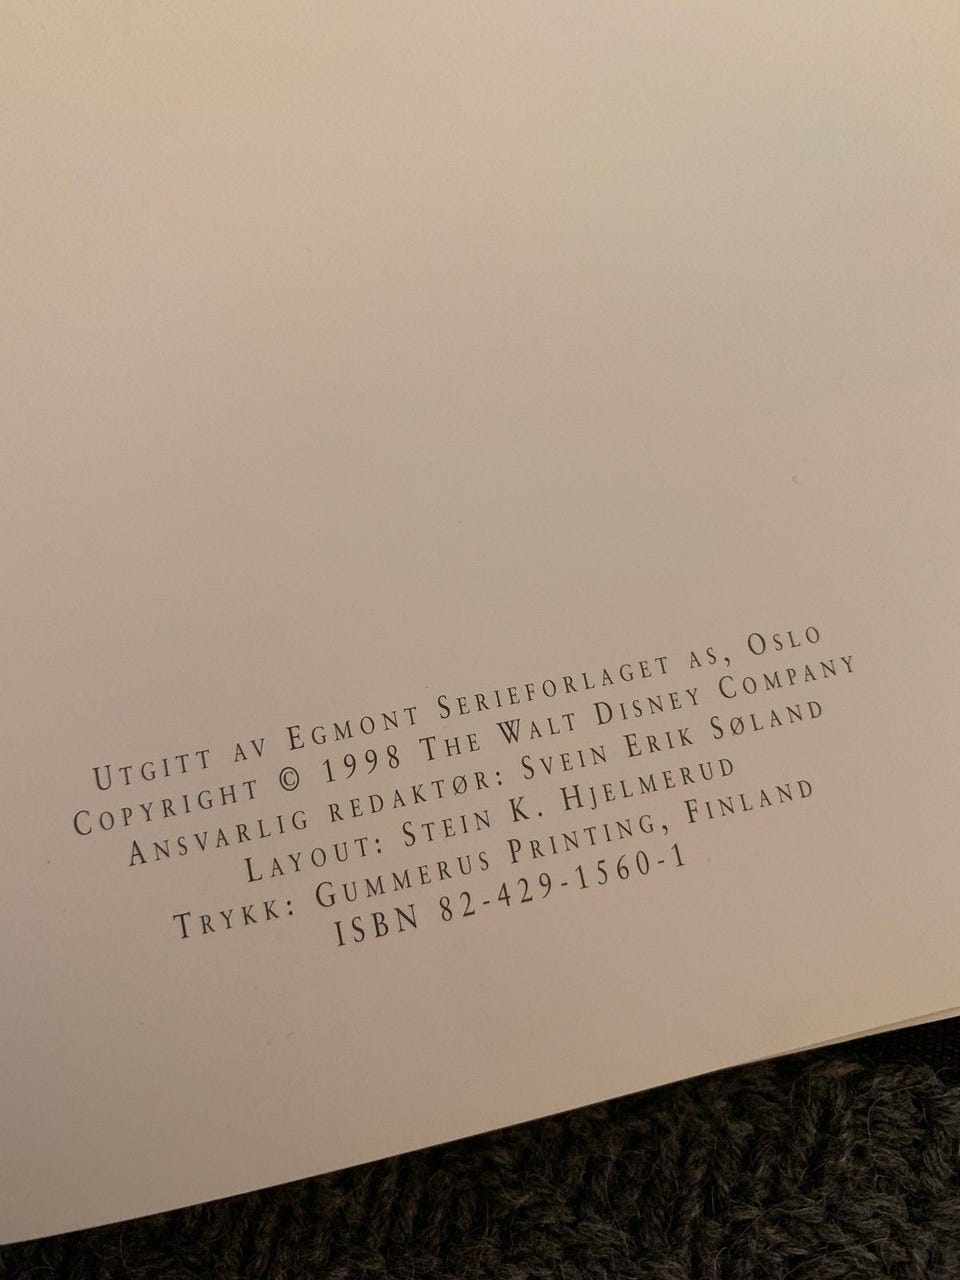 Utgitt av Egmont Serieforlaget as, Oslo
Copyright © 1998 The Walt Disney Company
Ansvarlig redaktør: Svein Erik Søland
Layout: Stein K. Hjelmerud
Trykk: Gummerus Printing, Finland
ISBN 82-429-1560-1